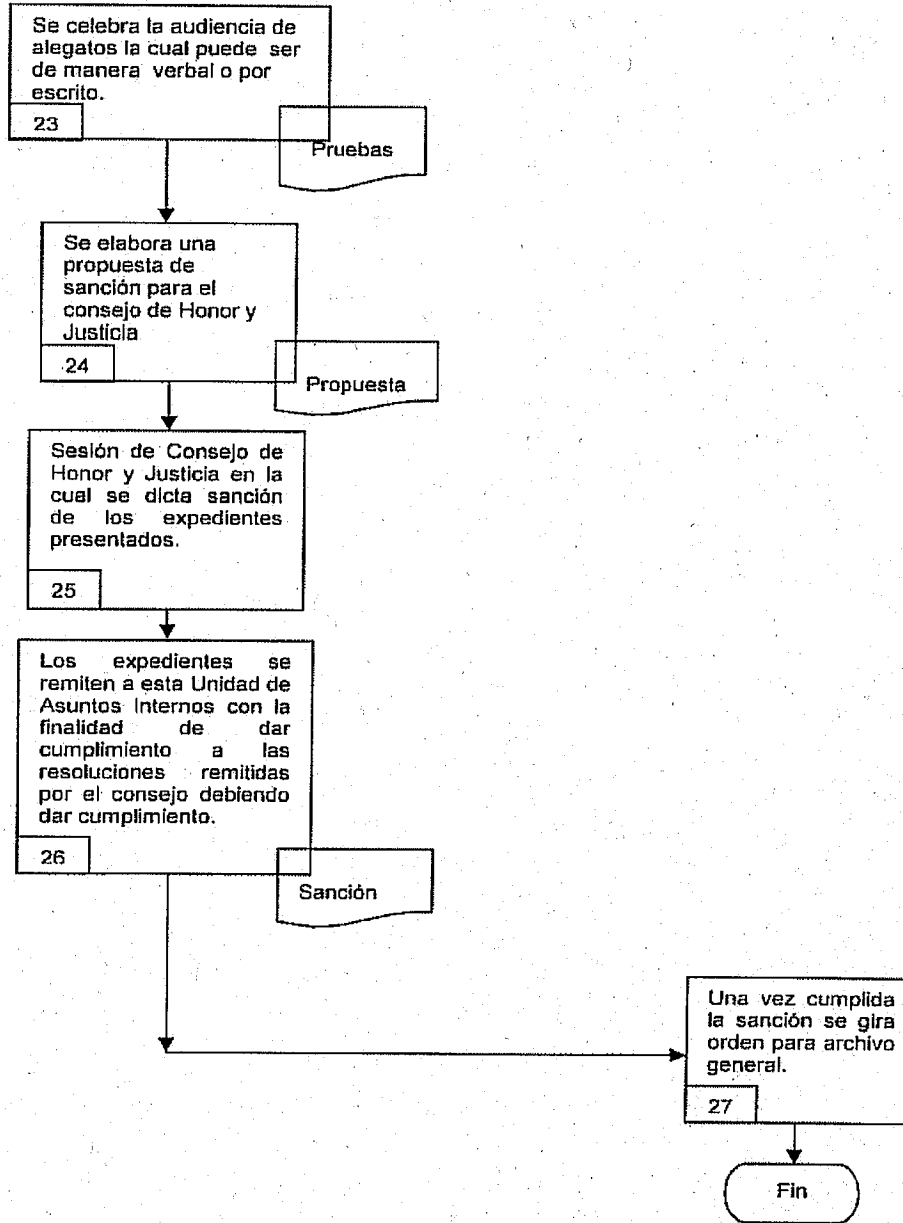 Se celebra la audiencia de
alegatos la cual puede ser
de manera verbal o por
escrito.
23
Pruebas
Se elabora una
propuesta de
sanción para el
consejo de Honor y
Justicia
24
Propuesta
Sesión de Consejo de
Honor y Justicia en la
cual se dicta sanción
de los expedientes
presentados.
25
Los expedientes se
remiten a esta Unidad de
Asuntos Internos con la
finalidad de dar
cumplimiento a las
resoluciones remitidas
por el consejo debiendo
dar cumplimiento.
26
Sanción
Una vez cumplida
la sanción se gira
orden para archivo
general.
27
Fin